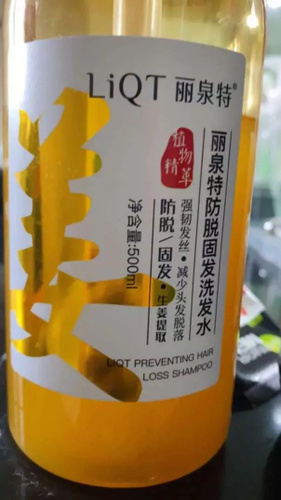 LiQT 丽泉特®
植物精萃
丽泉特防脱固发洗发水
强韧发丝·减少头发脱落
防脱/固发·生姜提取
净含量:500ml
美
LIQT PREVENTING HAIR
LOSS SHAMPOO